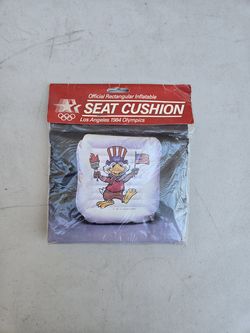 Official Rectangular Inflatable
SEAT CUSHION
Los Angeles 1984 Olympics